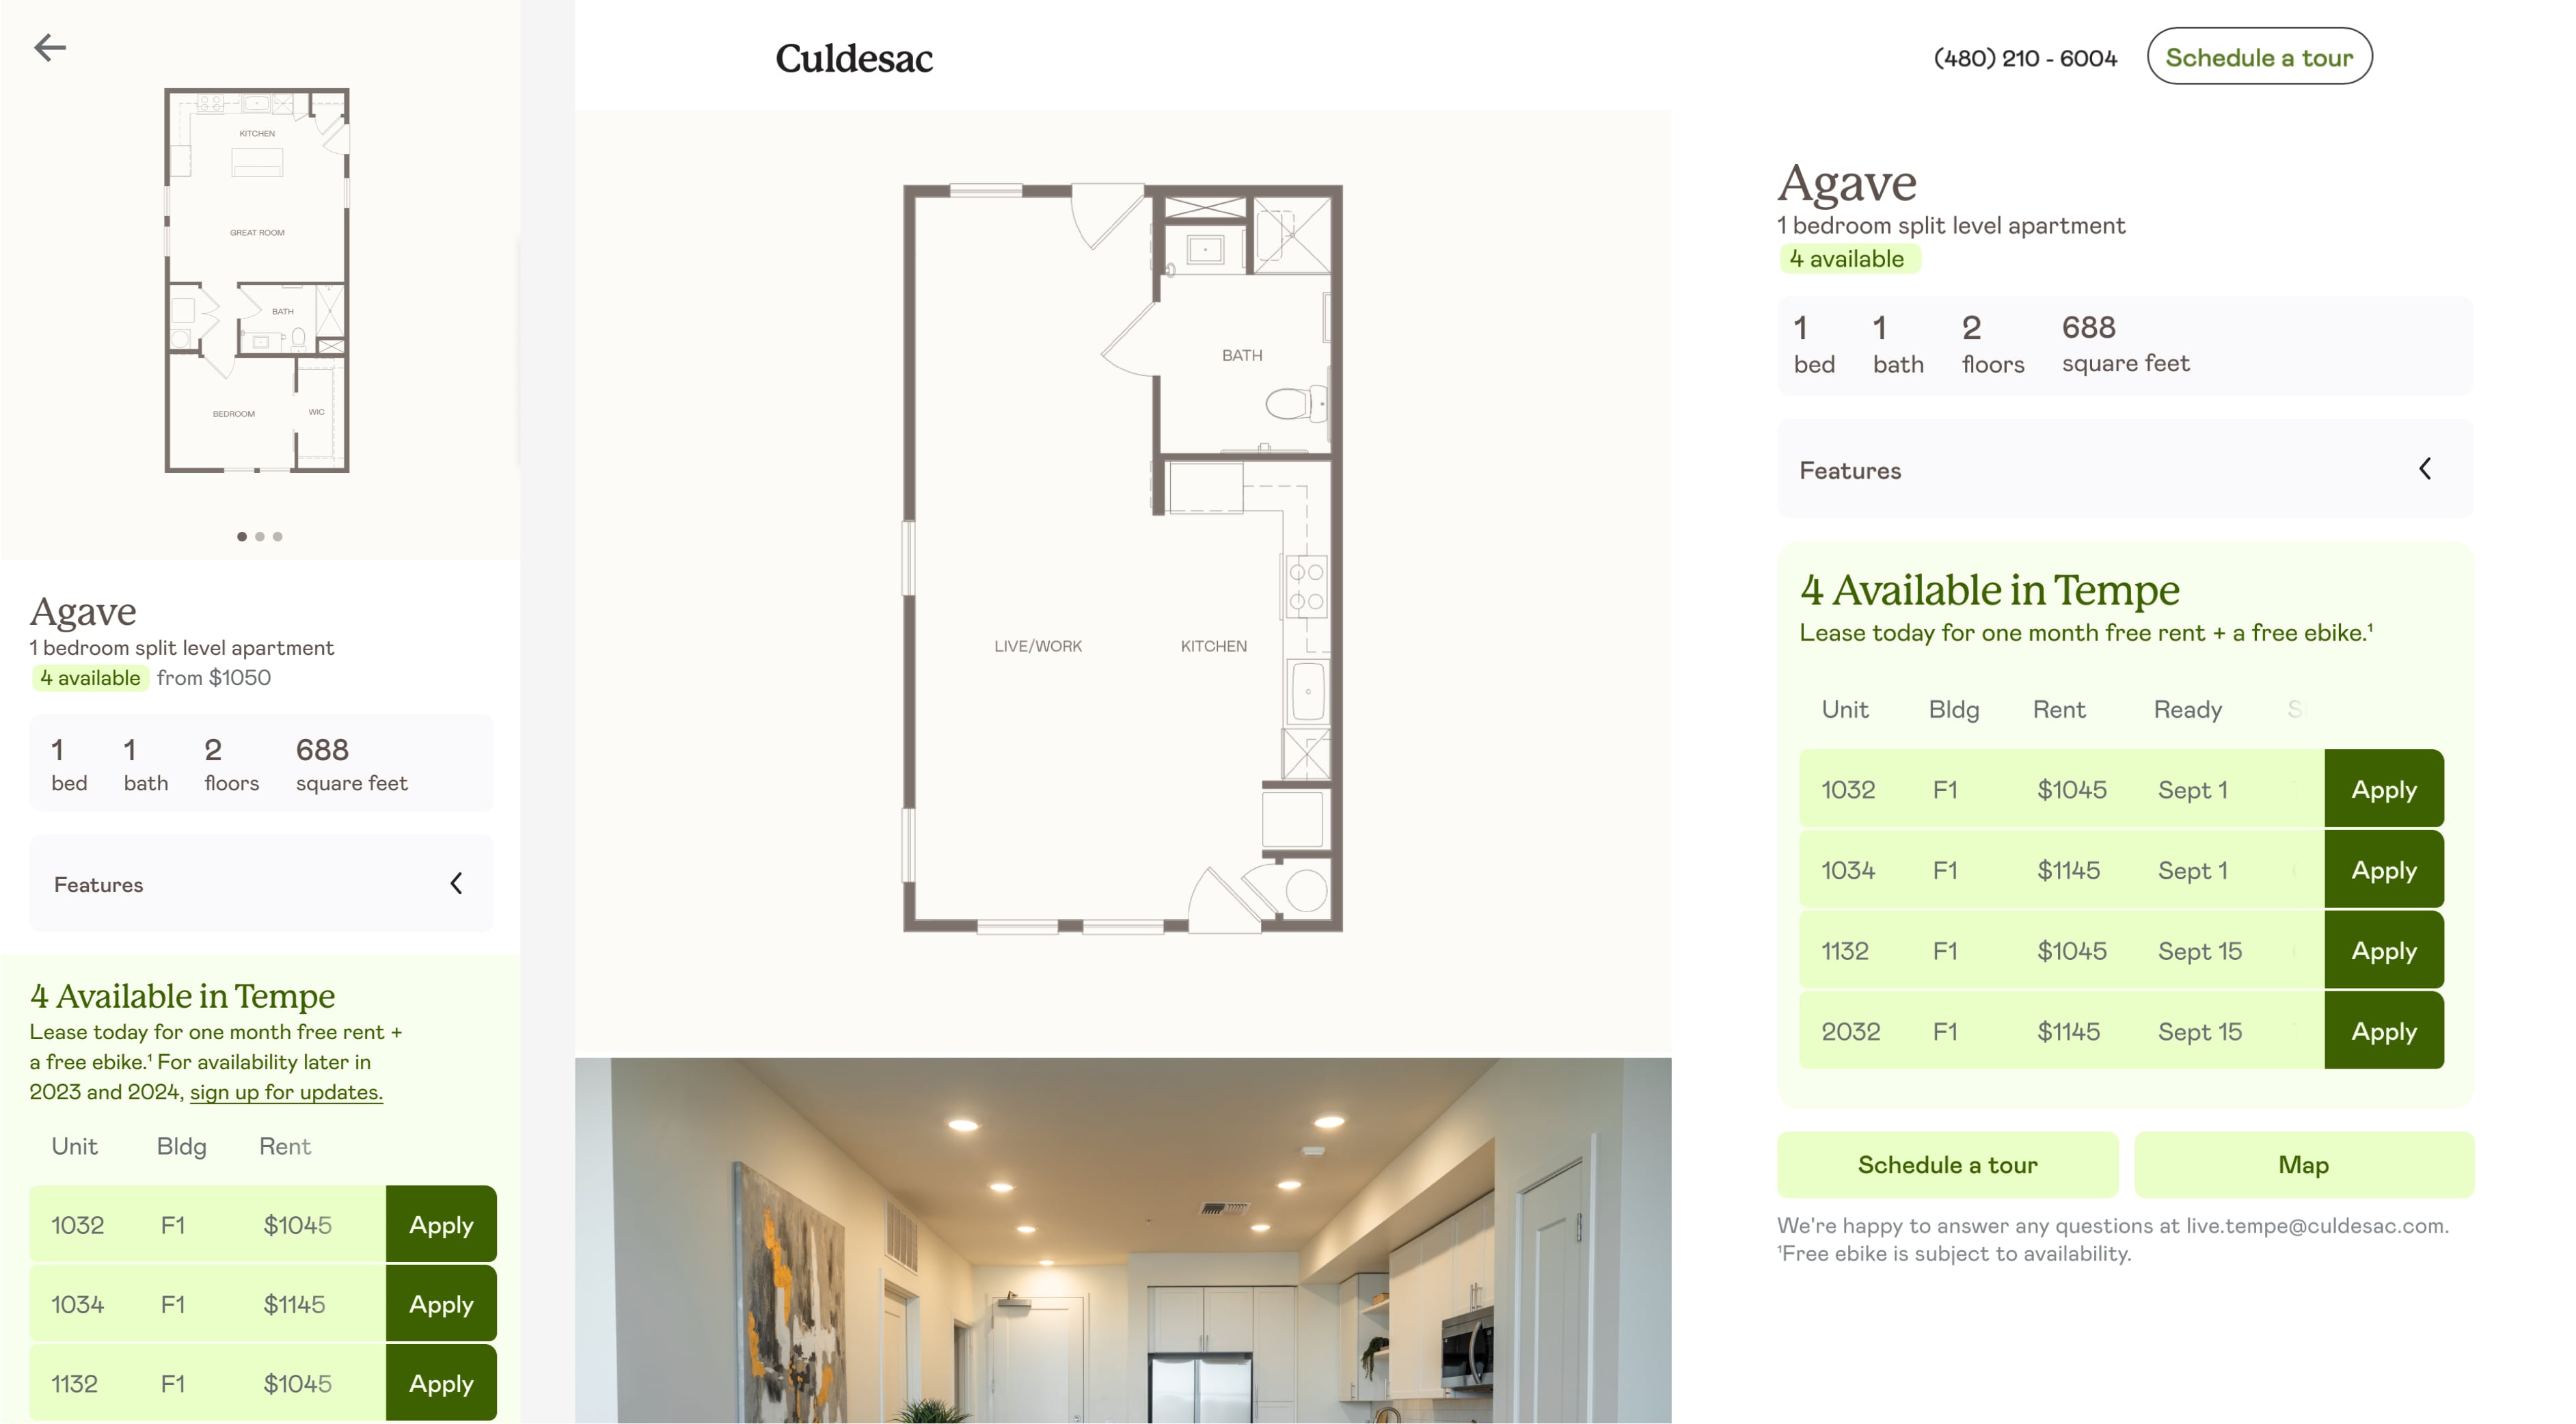 KITCHEN
GREAT ROOM
BATH
BEDROOM
WIC
Agave
1 bedroom split level apartment
4 available from $1050
1 1 2 688
bed bath floors square feet
Features
4 Available in Tempe
Lease today for one month free rent +
a free ebike.¹ For availability later in
2023 and 2024, sign up for updates.
Unit Bldg Rent
1032 F1 $1045 Apply
1034 F1 $1145 Apply
1132 F1 $1045 Apply
Culdesac
(480) 210 - 6004
Schedule a tour
BATH
LIVE/WORK
KITCHEN
Agave
1 bedroom split level apartment
4 available
1 1 2 688
bed bath floors square feet
Features
4 Available in Tempe
Lease today for one month free rent + a free ebike.¹
Unit Bldg Rent Ready
1032 F1 $1045 Sept 1 Apply
1034 F1 $1145 Sept 1 Apply
1132 F1 $1045 Sept 15 Apply
2032 F1 $1145 Sept 15 Apply
Schedule a tour
Map
We're happy to answer any questions at live.tempe@culdesac.com.
¹Free ebike is subject to availability.